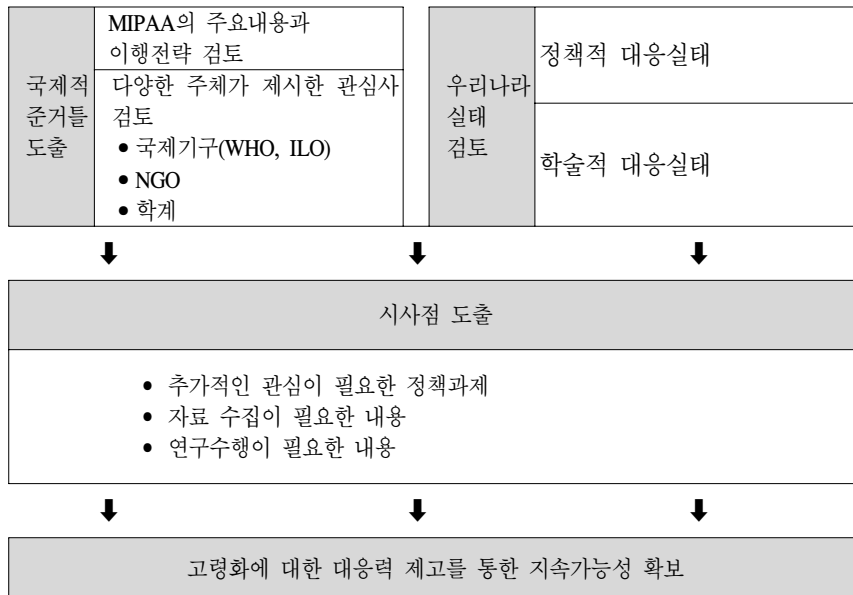 국제적
준거틀
도출
MIPAA의 주요내용과
이행전략 검토
다양한 주체가 제시한 관심사
검토
• 국제기구(WHO, ILO)
• NGO
• 학계
우리나라
실태
검토
정책적 대응실태
학술적 대응실태
시사점 도출
• 추가적인 관심이 필요한 정책과제
• 자료 수집이 필요한 내용
• 연구수행이 필요한 내용
고령화에 대한 대응력 제고를 통한 지속가능성 확보